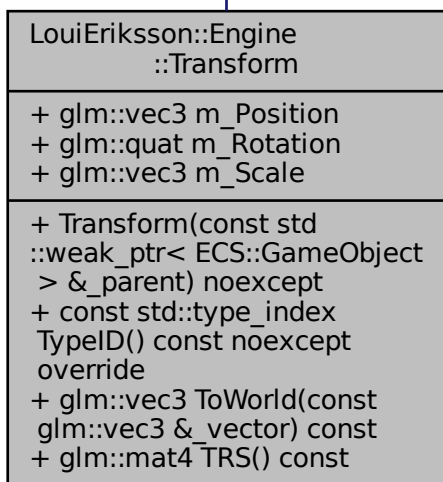 LouiEriksson::Engine
::Transform
+ glm::vec3 m_Position
+ glm::quat m_Rotation
+ glm::vec3 m_Scale
+ Transform(const std
::weak_ptr< ECS::GameObject
> &_parent) noexcept
+ const std::type_index
TypeID() const noexcept
override
+ glm::vec3 ToWorld(const
glm::vec3 &_vector) const
+ glm::mat4 TRS() const